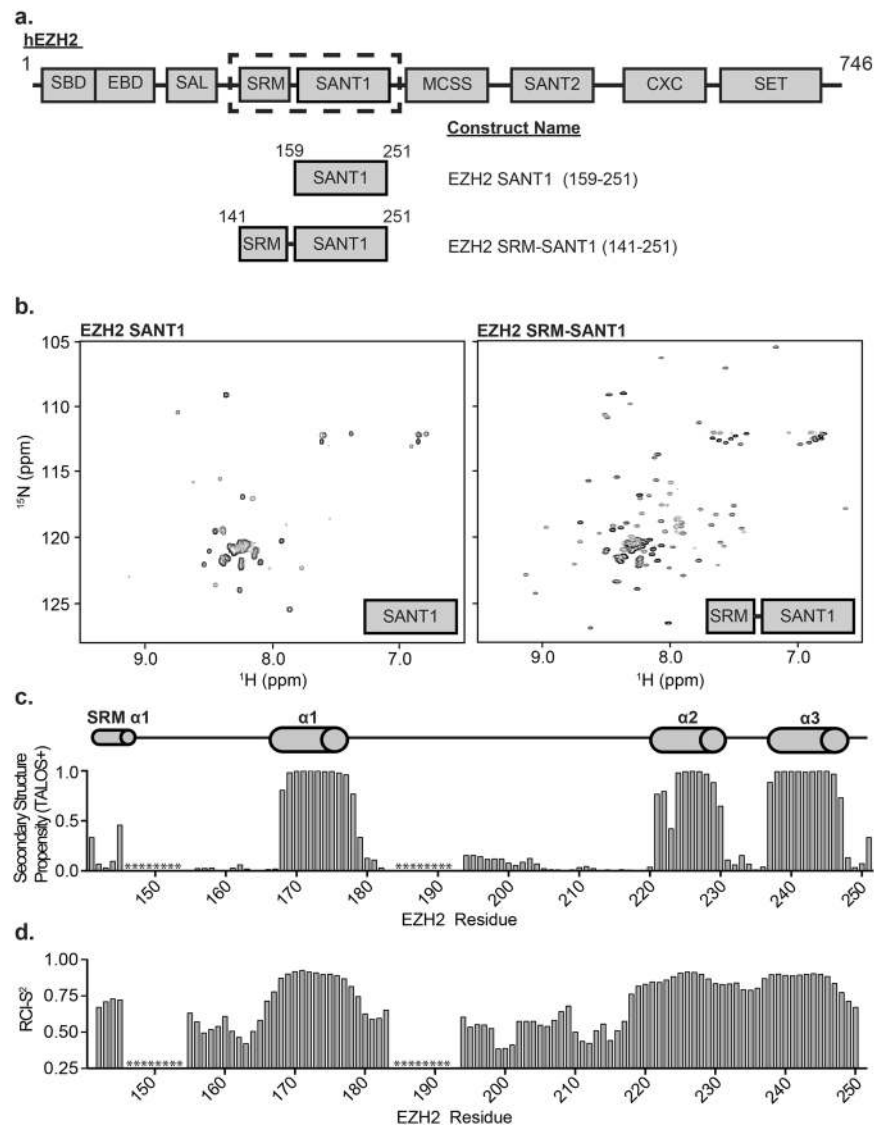 a.
hEZH2
1 746
SBD EBD SAL SRM SANT1 MCSS SANT2 CXC SET
Construct Name
159 251
SANT1 EZH2 SANT1 (159-251)
141 251
SRM SANT1 EZH2 SRM-SANT1 (141-251)
b.
EZH2 SANT1 EZH2 SRM-SANT1
105
110
115
120
125
¹⁵N (ppm)
SANT1 SRM SANT1
9.0 8.0 7.0 9.0 8.0 7.0
¹H (ppm) ¹H (ppm)
c.
SRM α1 α1 α2 α3
Secondary Structure
Propensity (TALOS+)
1.0
0.5
0.0
******** *********
150 160 170 180 190 200 210 220 230 240 250
EZH2 Residue
d.
RCI-S²
1.00
0.75
0.50
0.25
******** *********
150 160 170 180 190 200 210 220 230 240 250
EZH2 Residue